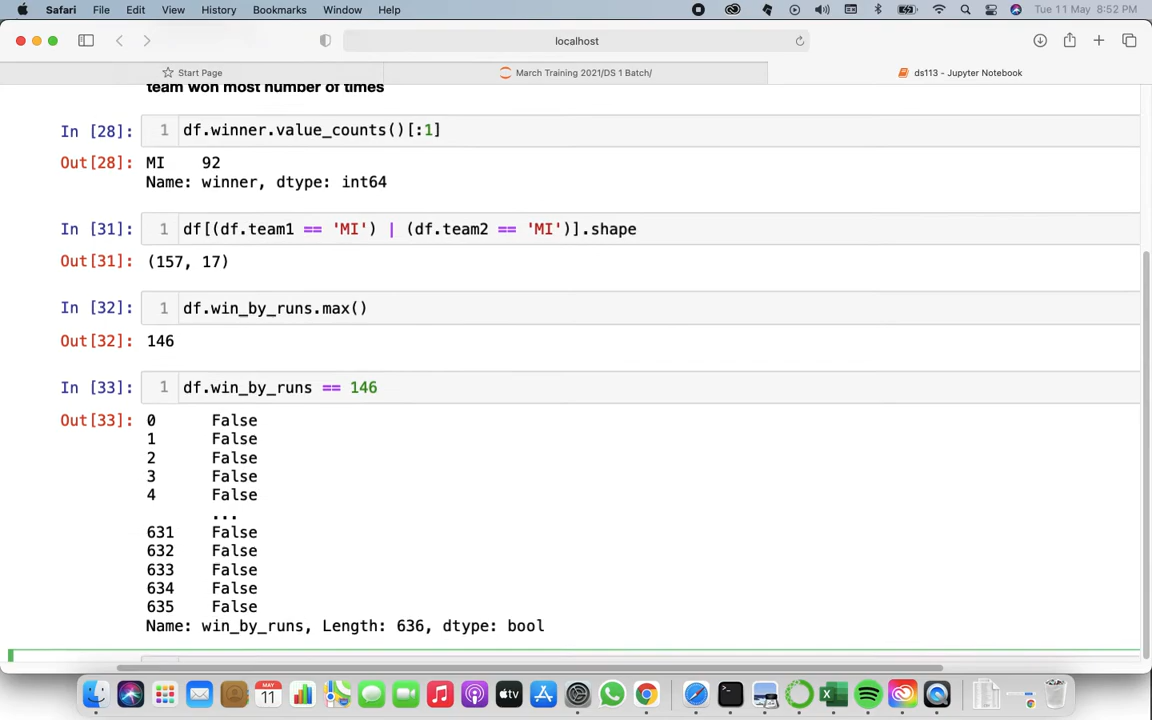 Safari File Edit View History Bookmarks Window Help Tue 11 May 8:52 PM
localhost
Start Page March Training 2021/DS 1 Batch/ ds113 - Jupyter Notebook
team won most number of times
In [28]: 1 df.winner.value_counts()[:1]
Out[28]: MI 92
Name: winner, dtype: int64
In [31]: 1 df[(df.team1 == 'MI') | (df.team2 == 'MI')].shape
Out[31]: (157, 17)
In [32]: 1 df.win_by_runs.max()
Out[32]: 146
In [33]: 1 df.win_by_runs == 146
Out[33]: 0 False
1 False
2 False
3 False
4 False
...
631 False
632 False
633 False
634 False
635 False
Name: win_by_runs, Length: 636, dtype: bool
MAY
11
tv